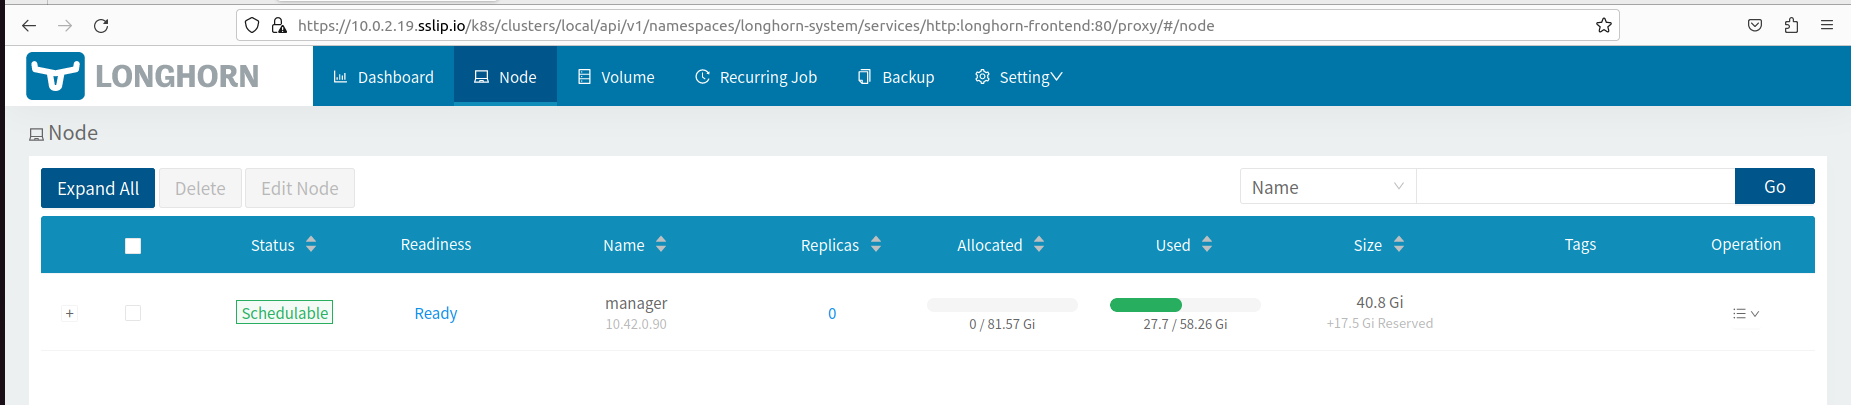 https://10.0.2.19.sslip.io/k8s/clusters/local/api/v1/namespaces/longhorn-system/services/http:longhorn-frontend:80/proxy/#/node
LONGHORN Dashboard Node Volume Recurring Job Backup Setting
Node
Expand All Delete Edit Node Name Go
Status Readiness Name Replicas Allocated Used Size Tags Operation
+ Schedulable Ready manager 0 40.8 Gi
10.42.0.90 0 / 81.57 Gi 27.7 / 58.26 Gi +17.5 Gi Reserved